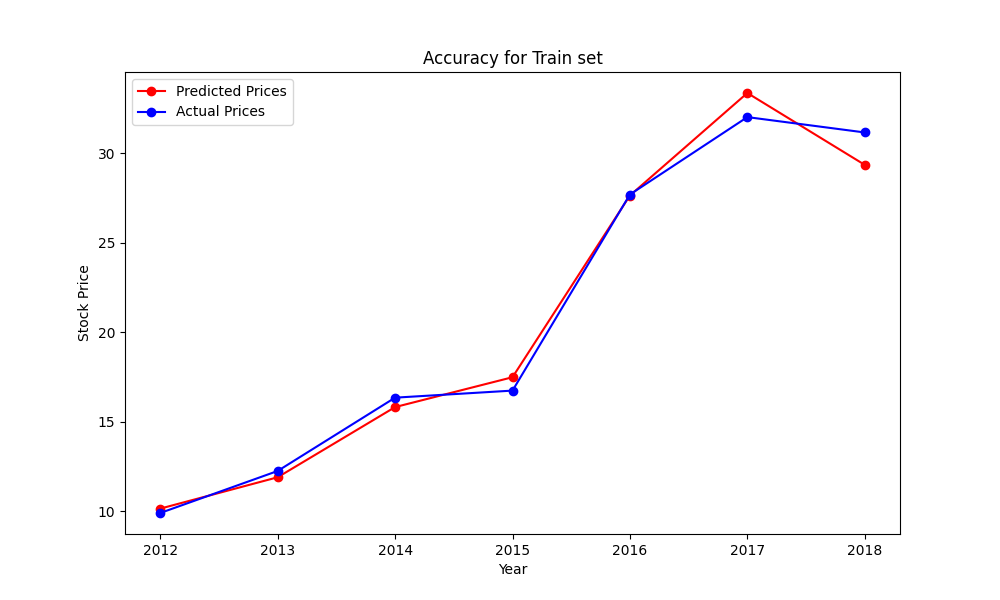 Accuracy for Train set
Predicted Prices
Actual Prices
30
25
20
15
10
Stock Price
2012 2013 2014 2015 2016 2017 2018
Year